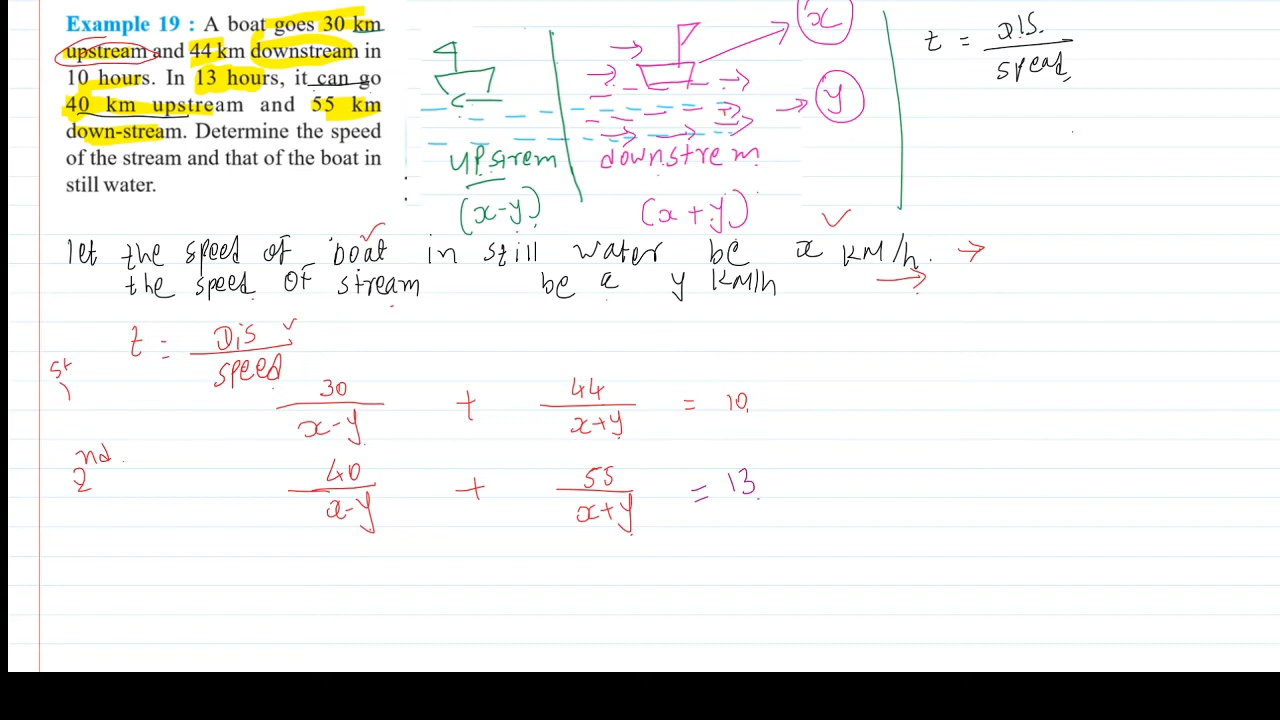 Example 19 : A boat goes 30 km
upstream and 44 km downstream in
10 hours. In 13 hours, it can go
40 km upstream and 55 km
down-stream. Determine the speed
of the stream and that of the boat in
still water.
upstrem
(x-y)
downstrem
(x+y)
x
y
t = DIS.
speed
let the speed of boat in still water be x KM/h. →
the speed of stream be y KM/h →
t = Dis
speed
1st
30/x-y + 44/x+y = 10
2nd
40/x-y + 55/x+y = 13